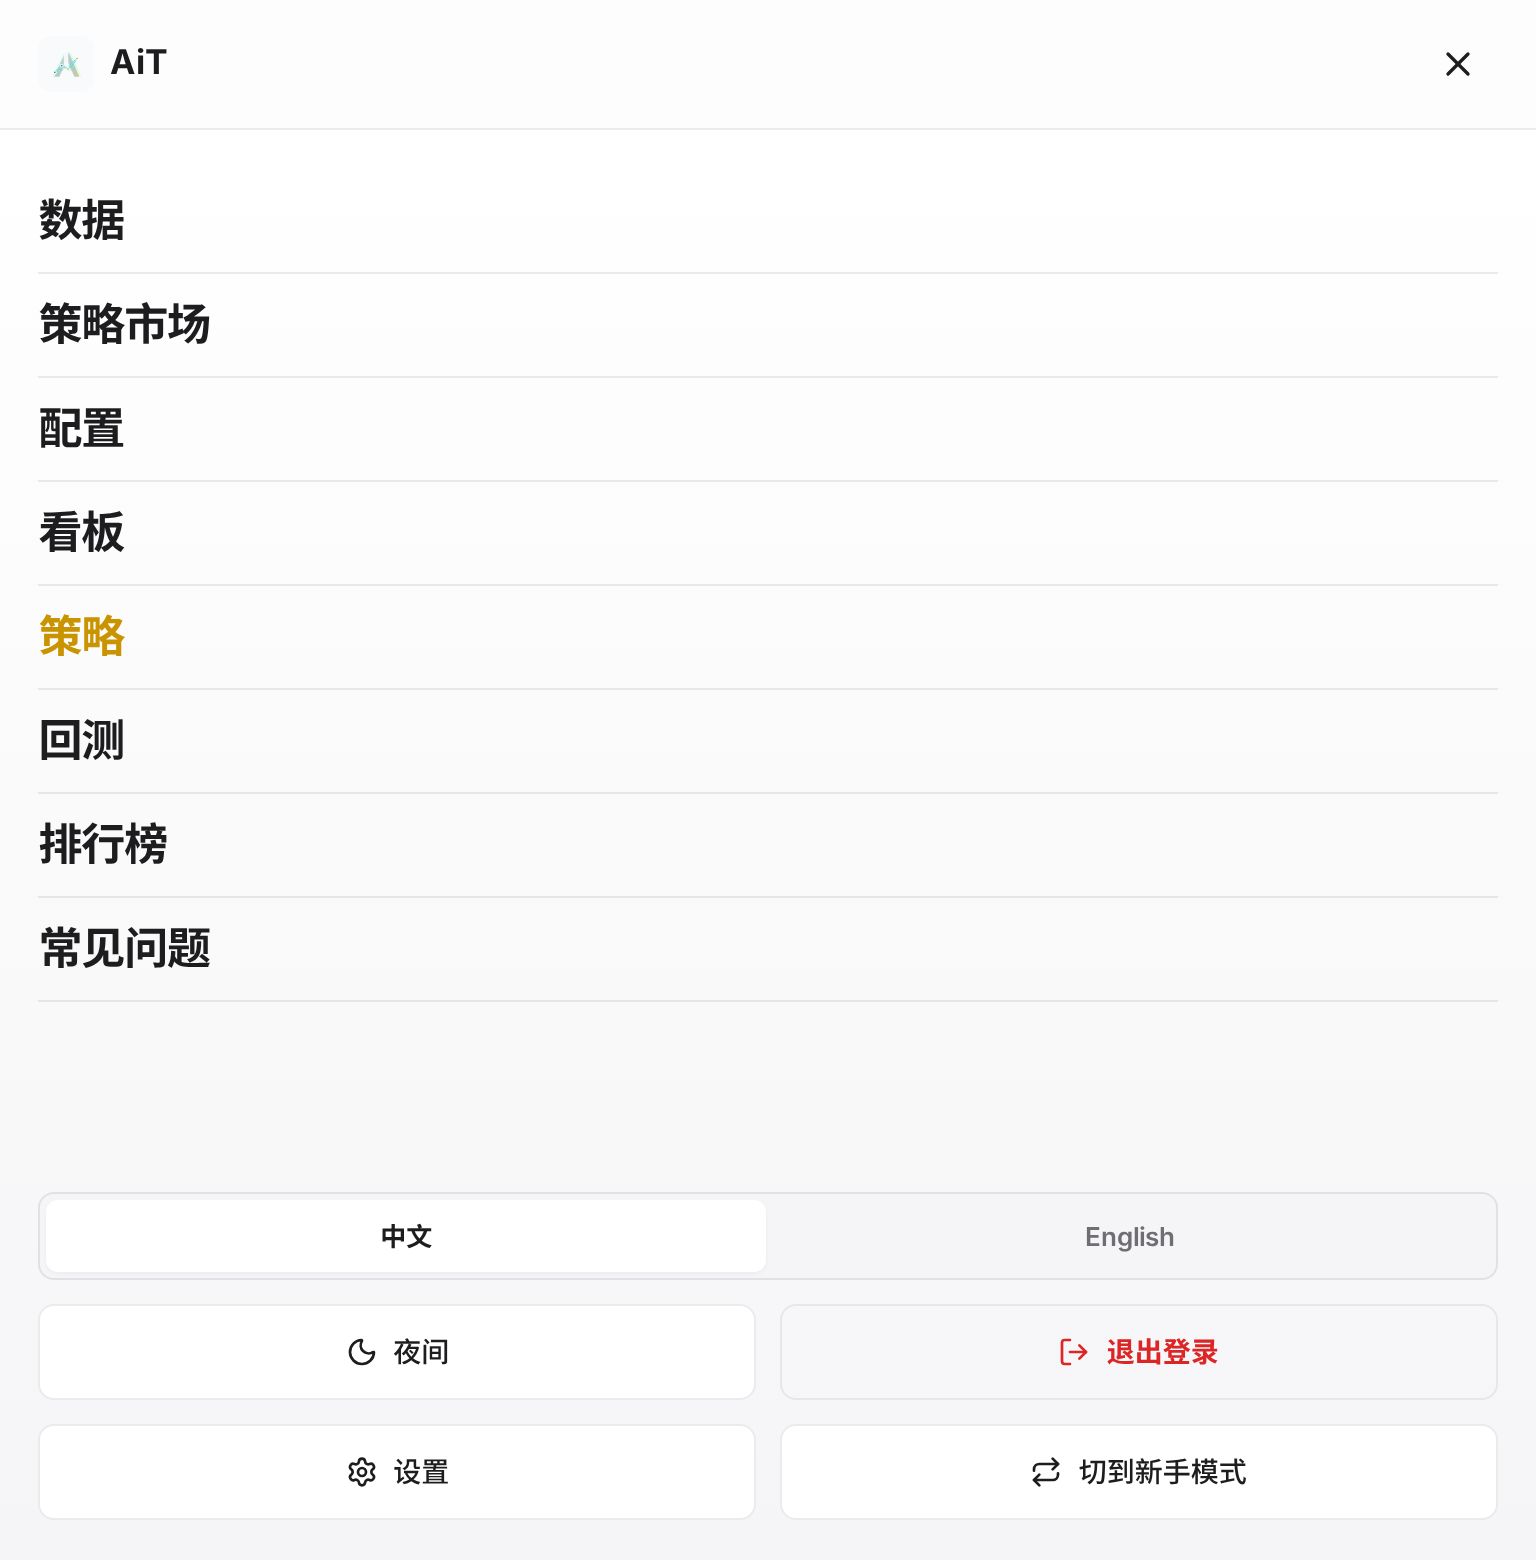 AiT
数据
策略市场
配置
看板
策略
回测
排行榜
常见问题
中文
English
夜间
退出登录
设置
切到新手模式